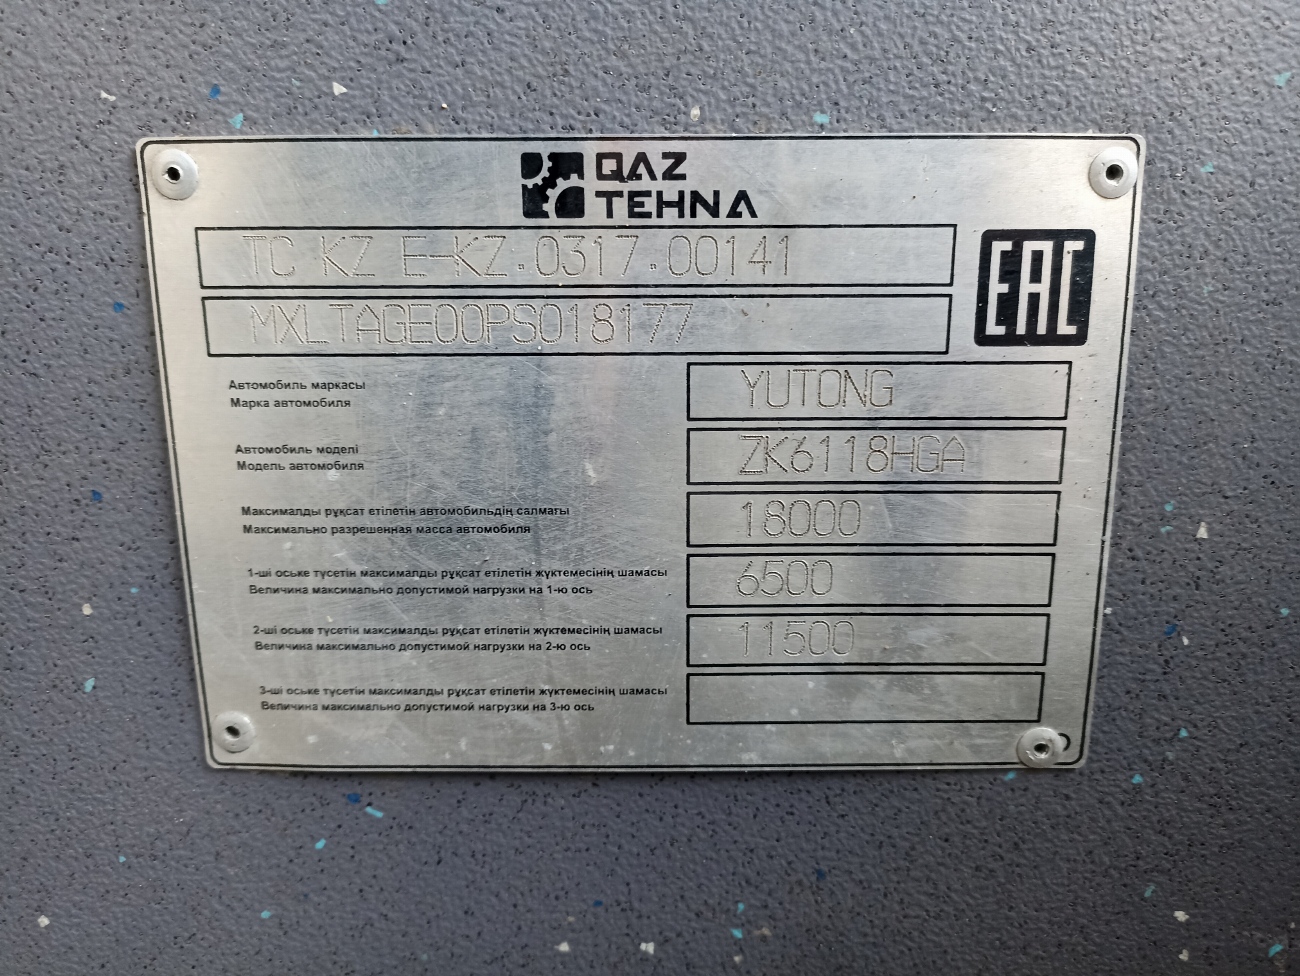 QAZ
TEHNA
TC KZ E-KZ.0317.00141
EAC
MXLTAGE00PS018177
Автомобиль маркасы
Марка автомобиля
YUTONG
Автомобиль моделі
Модель автомобиля
ZK6118HGA
Максималды рұқсат етілетін автомобильдің салмағы
Максимально разрешенная масса автомобиля
18000
1-ші оське түсетін максималды рұқсат етілетін жүктемесінің шамасы
Величина максимально допустимой нагрузки на 1-ю ось
6500
2-ші оське түсетін максималды рұқсат етілетін жүктемесінің шамасы
Величина максимально допустимой нагрузки на 2-ю ось
11500
3-ші оське түсетін максималды рұқсат етілетін жүктемесінің шамасы
Величина максимально допустимой нагрузки на 3-ю ось